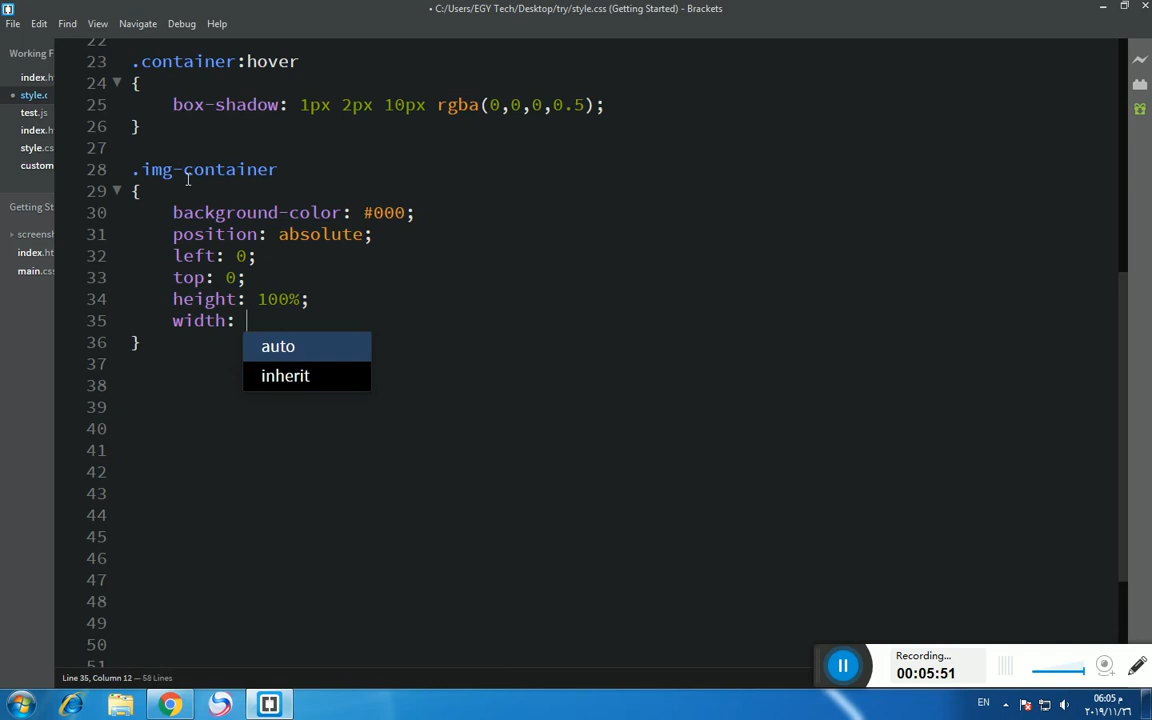 • C:/Users/EGY Tech/Desktop/try/style.css (Getting Started) - Brackets
File Edit Find View Navigate Debug Help
Working F
index.h
style.c
test.js
index.h
style.cs
custom
Getting St
screensh
index.ht
main.cs
22
23 .container:hover
24 {
25 box-shadow: 1px 2px 10px rgba(0,0,0,0.5);
26 }
27
28 .img-container
29 {
30 background-color: #000;
31 position: absolute;
32 left: 0;
33 top: 0;
34 height: 100%;
35 width:
36 }
auto
inherit
37
38
39
40
41
42
43
44
45
46
47
48
49
50
51
Line 35, Column 12 — 58 Lines
Recording...
00:05:51
EN
06:05 م
٢٠١٩/١١/٢٦